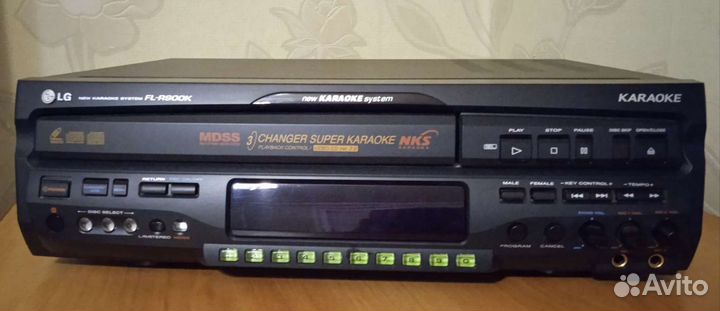 LG NEW KARAOKE SYSTEM FL-R900K
new KARAOKE system
KARAOKE
MDSS
3 CHANGER SUPER KARAOKE
PLAYBACK CONTROL
NKS
KARAOKE
PLAY STOP PAUSE DISC SKIP OPEN/CLOSE
RETURN
MALE FEMALE - KEY CONTROL + - TEMPO +
DISC SELECT
PROGRAM CANCEL
3 4 5 6 7 8 9 0
Avito